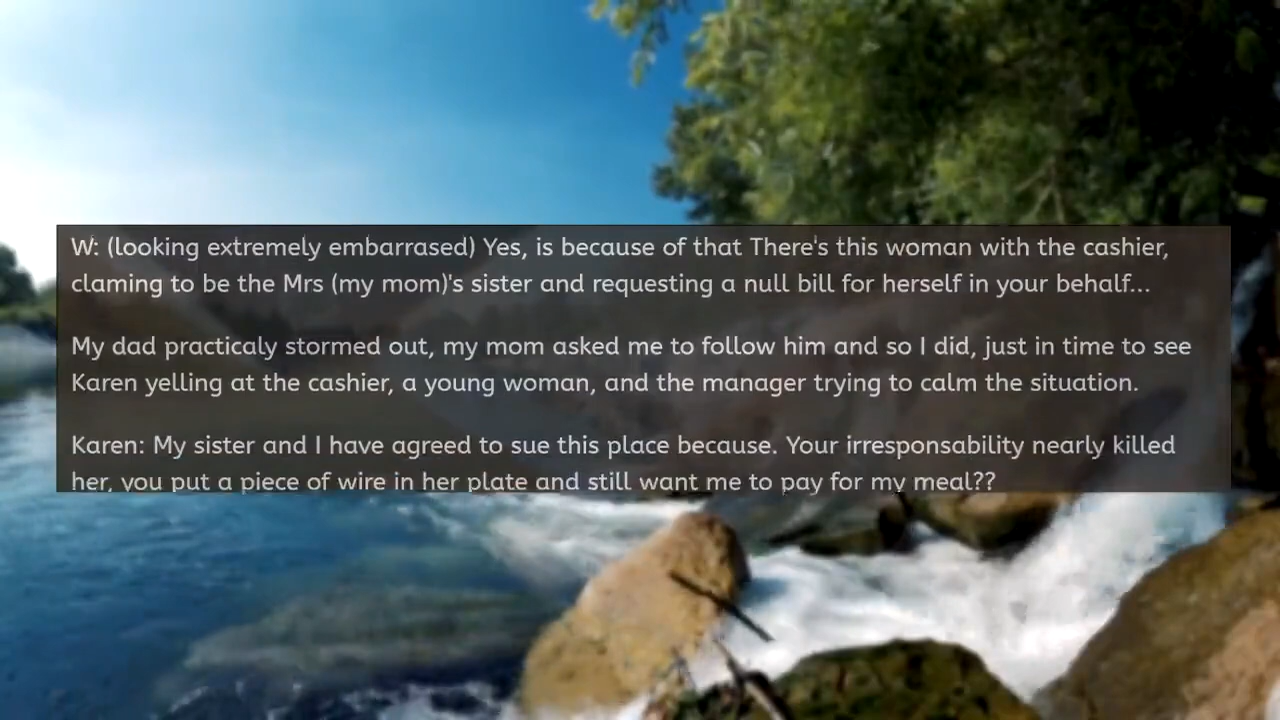 W: (looking extremely embarrased) Yes, is because of that There's this woman with the cashier,
claming to be the Mrs (my mom)'s sister and requesting a null bill for herself in your behalf...
My dad practicaly stormed out, my mom asked me to follow him and so I did, just in time to see
Karen yelling at the cashier, a young woman, and the manager trying to calm the situation.
Karen: My sister and I have agreed to sue this place because. Your irresponsability nearly killed
her, you put a piece of wire in her plate and still want me to pay for my meal??